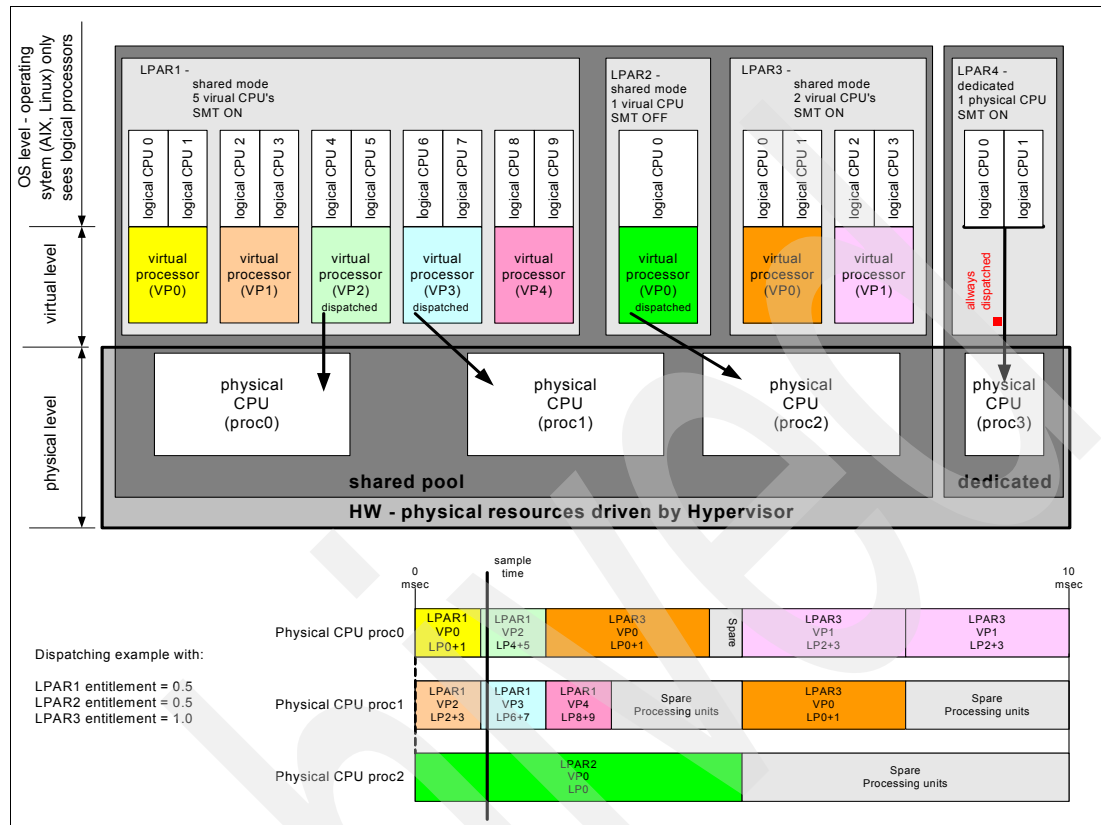 OS level - operating
sytem (AIX, Linux) only
sees logical processors
virtual level
physical level
LPAR1 -
shared mode
5 virual CPU's
SMT ON
logical CPU 0
logical CPU 1
logical CPU 2
logical CPU 3
logical CPU 4
logical CPU 5
logical CPU 6
logical CPU 7
logical CPU 8
logical CPU 9
virtual
processor
(VP0)
virtual
processor
(VP1)
virtual
processor
(VP2)
dispatched
virtual
processor
(VP3)
dispatched
virtual
processor
(VP4)
LPAR2 -
shared mode
1 virual CPU
SMT OFF
logical CPU 0
virtual
processor
(VP0)
dispatched
LPAR3 -
shared mode
2 virual CPU's
SMT ON
logical CPU 0
logical CPU 1
logical CPU 2
logical CPU 3
virtual
processor
(VP0)
virtual
processor
(VP1)
LPAR4 -
dedicated
1 physical CPU
SMT ON
logical CPU 0
logical CPU 1
allways
dispatched
physical
CPU
(proc0)
physical
CPU
(proc1)
physical
CPU
(proc2)
physical
CPU
(proc3)
shared pool
dedicated
HW - physical resources driven by Hypervisor
0
msec
sample
time
10
msec
Physical CPU proc0
LPAR1
VP0
LP0+1
LPAR1
VP2
LP4+5
LPAR3
VP0
LP0+1
Spare
LPAR3
VP1
LP2+3
LPAR3
VP1
LP2+3
Dispatching example with:
LPAR1 entitlement = 0.5
LPAR2 entitlement = 0.5
LPAR3 entitlement = 1.0
Physical CPU proc1
LPAR1
VP2
LP2+3
LPAR1
VP3
LP6+7
LPAR1
VP4
LP8+9
Spare
Processing units
LPAR3
VP0
LP0+1
Spare
Processing units
Physical CPU proc2
LPAR2
VP0
LP0
Spare
Processing units